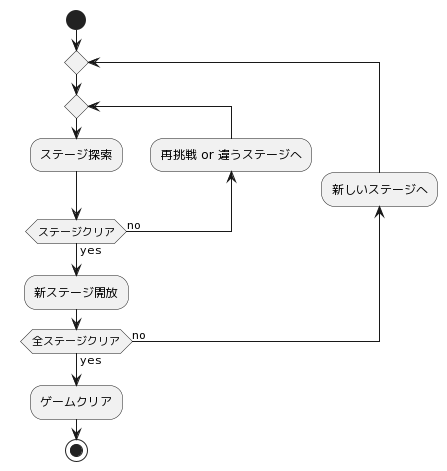 ステージ探索
再挑戦 or 違うステージへ
新しいステージへ
ステージクリア
no
yes
新ステージ開放
全ステージクリア
no
yes
ゲームクリア